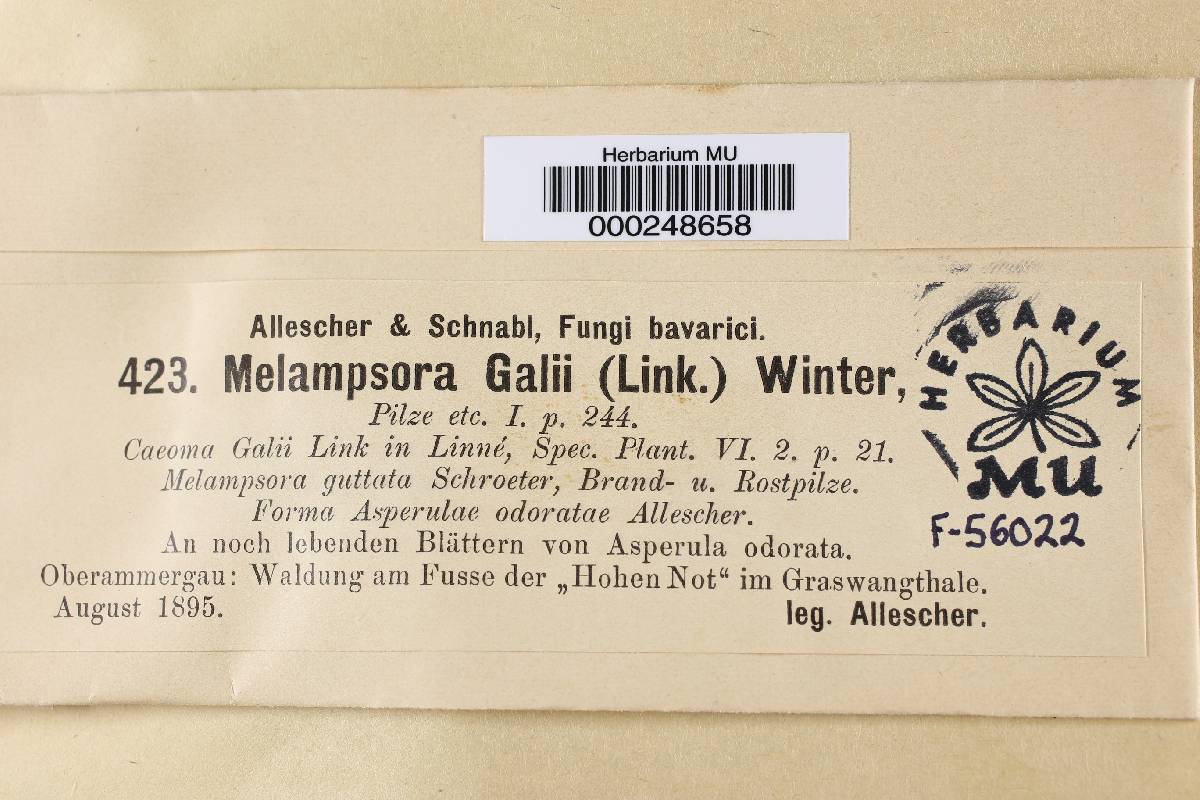 Herbarium MU
000248658
Allescher & Schnabl, Fungi bavarici.
423. Melampsora Galii (Link.) Winter,
Pilze etc. I. p. 244.
Caeoma Galii Link in Linné, Spec. Plant. VI. 2. p. 21.
Melampsora guttata Schroeter, Brand- u. Rostpilze.
Forma Asperulae odoratae Allescher.
An noch lebenden Blättern von Asperula odorata.
Oberammergau: Waldung am Fusse der „Hohen Not“ im Graswangthale.
August 1895.
leg. Allescher.
HERBARIUM
MU
F-56022